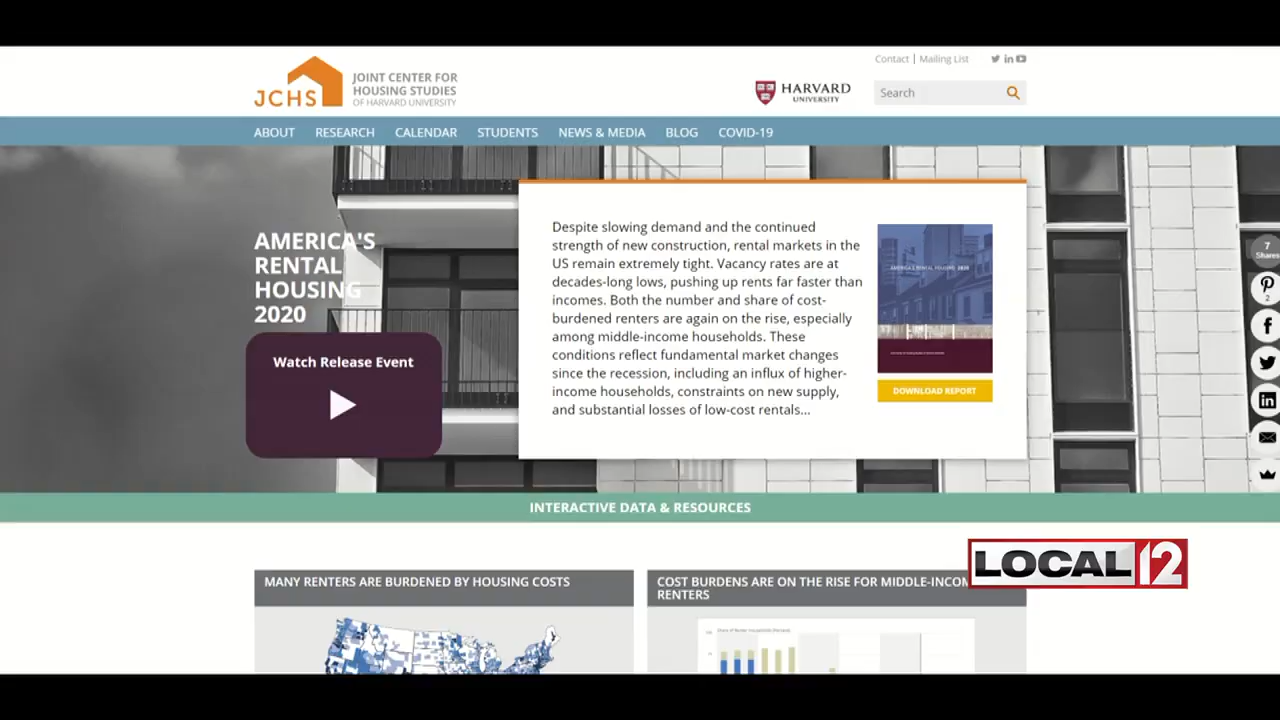 Contact | Mailing List
JCHS
JOINT CENTER FOR
HOUSING STUDIES
OF HARVARD UNIVERSITY
HARVARD
UNIVERSITY
Search
ABOUT RESEARCH CALENDAR STUDENTS NEWS & MEDIA BLOG COVID-19
AMERICA'S
RENTAL
HOUSING
2020
Watch Release Event
Despite slowing demand and the continued
strength of new construction, rental markets in the
US remain extremely tight. Vacancy rates are at
decades-long lows, pushing up rents far faster than
incomes. Both the number and share of cost-
burdened renters are again on the rise, especially
among middle-income households. These
conditions reflect fundamental market changes
since the recession, including an influx of higher-
income households, constraints on new supply,
and substantial losses of low-cost rentals...
AMERICA'S RENTAL HOUSING 2020
DOWNLOAD REPORT
7
Shares
2
INTERACTIVE DATA & RESOURCES
LOCAL 12
MANY RENTERS ARE BURDENED BY HOUSING COSTS
COST BURDENS ARE ON THE RISE FOR MIDDLE-INCOM
RENTERS